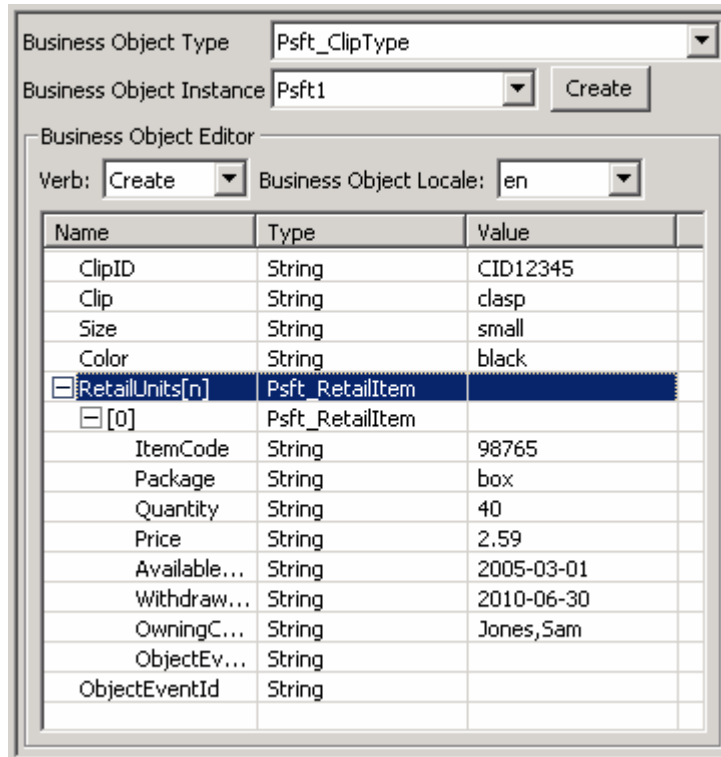 Business Object Type Psft_ClipType
Business Object Instance Psft1 Create
Business Object Editor
Verb: Create Business Object Locale: en
Name Type Value
ClipID String CID12345
Clip String clasp
Size String small
Color String black
RetailUnits[n] Psft_RetailItem
[0] Psft_RetailItem
ItemCode String 98765
Package String box
Quantity String 40
Price String 2.59
Available... String 2005-03-01
Withdraw... String 2010-06-30
OwningC... String Jones,Sam
ObjectEv... String
ObjectEventId String